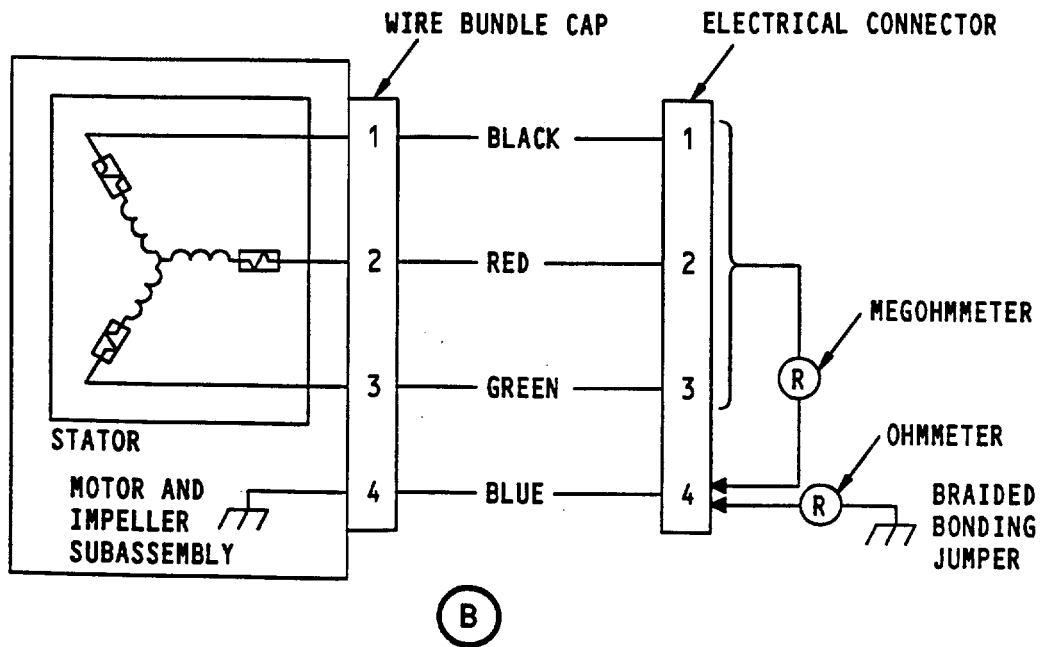 WIRE BUNDLE CAP
ELECTRICAL CONNECTOR
1
BLACK
1
2
RED
2
MEGOHMMETER
R
3
GREEN
3
STATOR
OHMMETER
MOTOR AND
IMPELLER
SUBASSEMBLY
4
BLUE
4
R
BRAIDED
BONDING
JUMPER
B